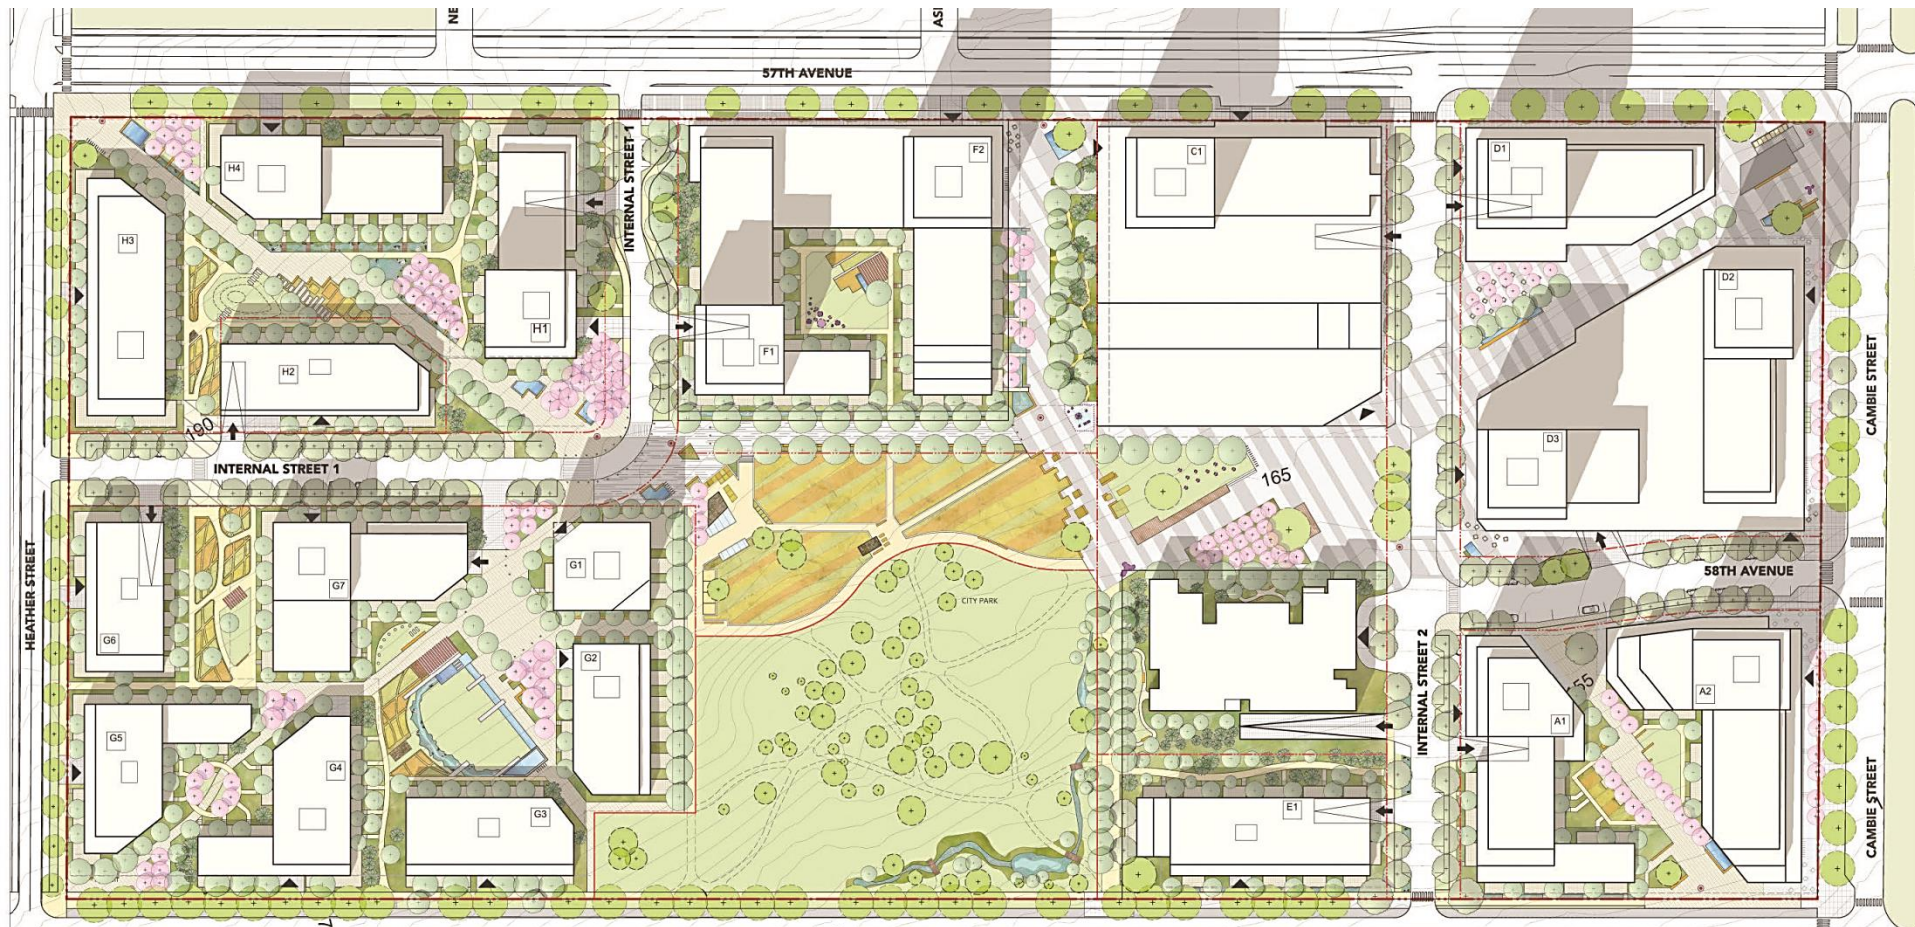 NE
AS
57TH AVENUE
INTERNAL STREET 1
H4
H3
H1
H2
F2
F1
C1
D1
D2
D3
190
INTERNAL STREET 1
165
CAMBIE STREET
HEATHER STREET
G6
G7
G1
G2
CITY PARK
58TH AVENUE
INTERNAL STREET 2
A1
A2
G5
G4
G3
E1
CAMBIE STREET